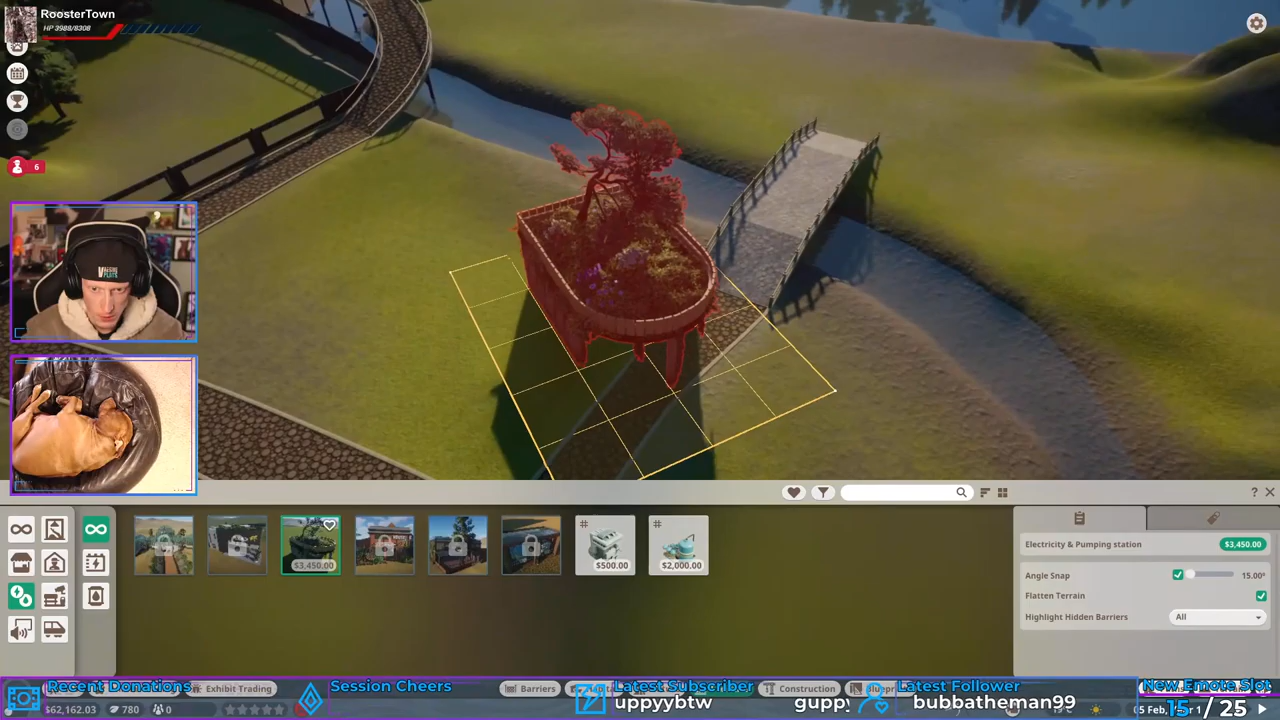 RoosterTown
HP 3988/8308
6
$3,450.00
$500.00
$2,000.00
Electricity & Pumping station
$3,450.00
Angle Snap
15.00°
Flatten Terrain
Highlight Hidden Barriers
All
Exhibit Trading
Barriers
Construction
Recent Donations
Session Cheers
Latest Subscriber
uppyybtw
guppy
Latest Follower
bubbatheman99
New Emote Slot
15 / 25
$62,162.03
780
0